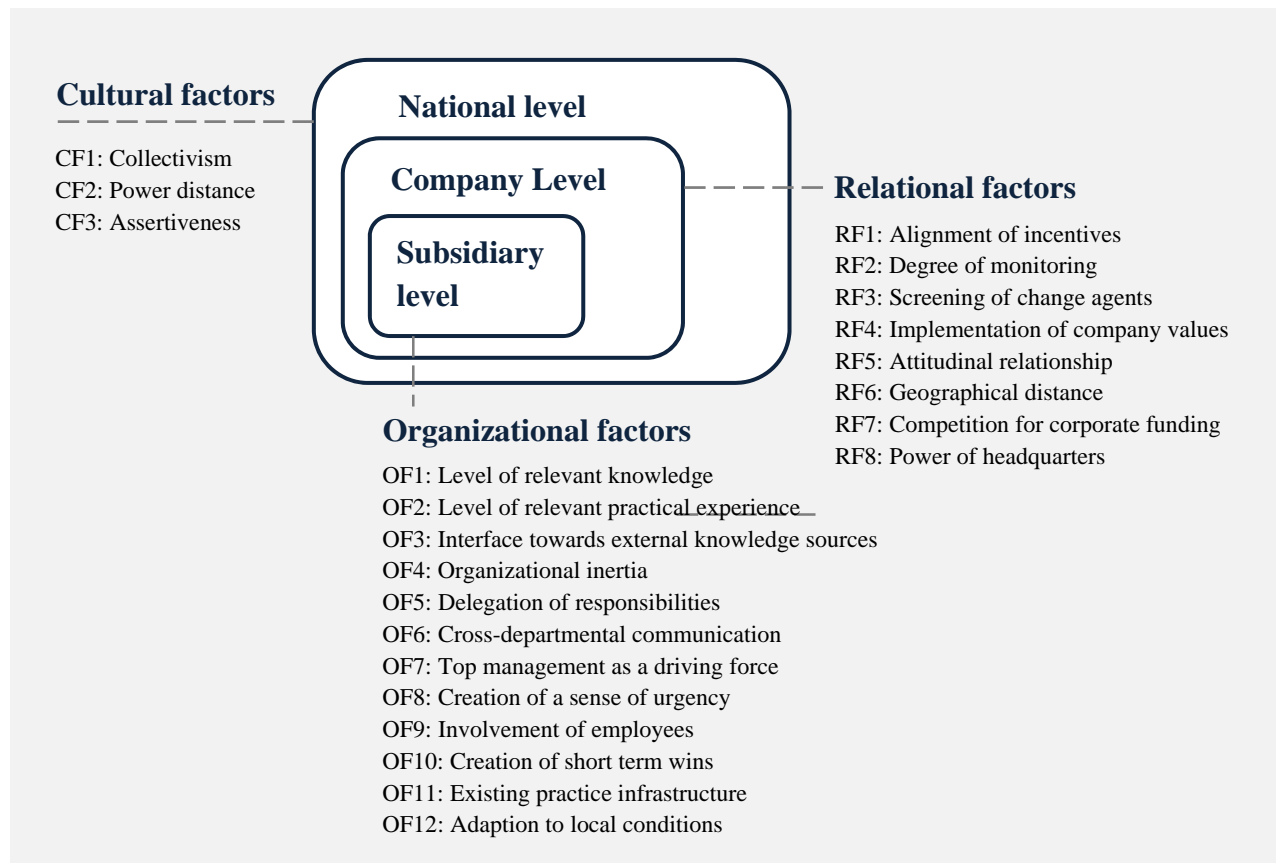 Cultural factors
CF1: Collectivism
CF2: Power distance
CF3: Assertiveness
National level
Company Level
Subsidiary
level
Relational factors
RF1: Alignment of incentives
RF2: Degree of monitoring
RF3: Screening of change agents
RF4: Implementation of company values
RF5: Attitudinal relationship
RF6: Geographical distance
RF7: Competition for corporate funding
RF8: Power of headquarters
Organizational factors
OF1: Level of relevant knowledge
OF2: Level of relevant practical experience
OF3: Interface towards external knowledge sources
OF4: Organizational inertia
OF5: Delegation of responsibilities
OF6: Cross-departmental communication
OF7: Top management as a driving force
OF8: Creation of a sense of urgency
OF9: Involvement of employees
OF10: Creation of short term wins
OF11: Existing practice infrastructure
OF12: Adaption to local conditions